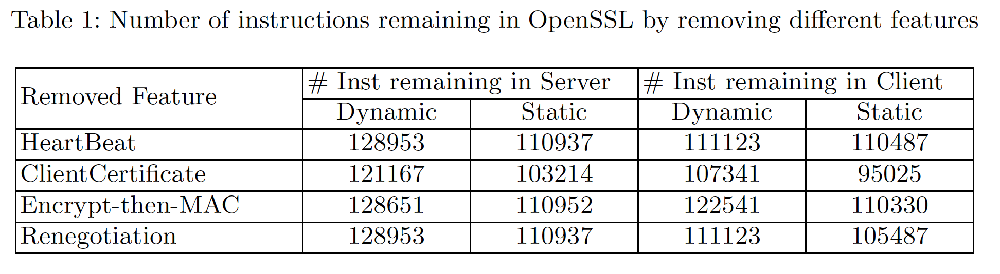 Table 1: Number of instructions remaining in OpenSSL by removing different features
Removed Feature # Inst remaining in Server # Inst remaining in Client
Dynamic Static Dynamic Static
HeartBeat 128953 110937 111123 110487
ClientCertificate 121167 103214 107341 95025
Encrypt-then-MAC 128651 110952 122541 110330
Renegotiation 128953 110937 111123 105487